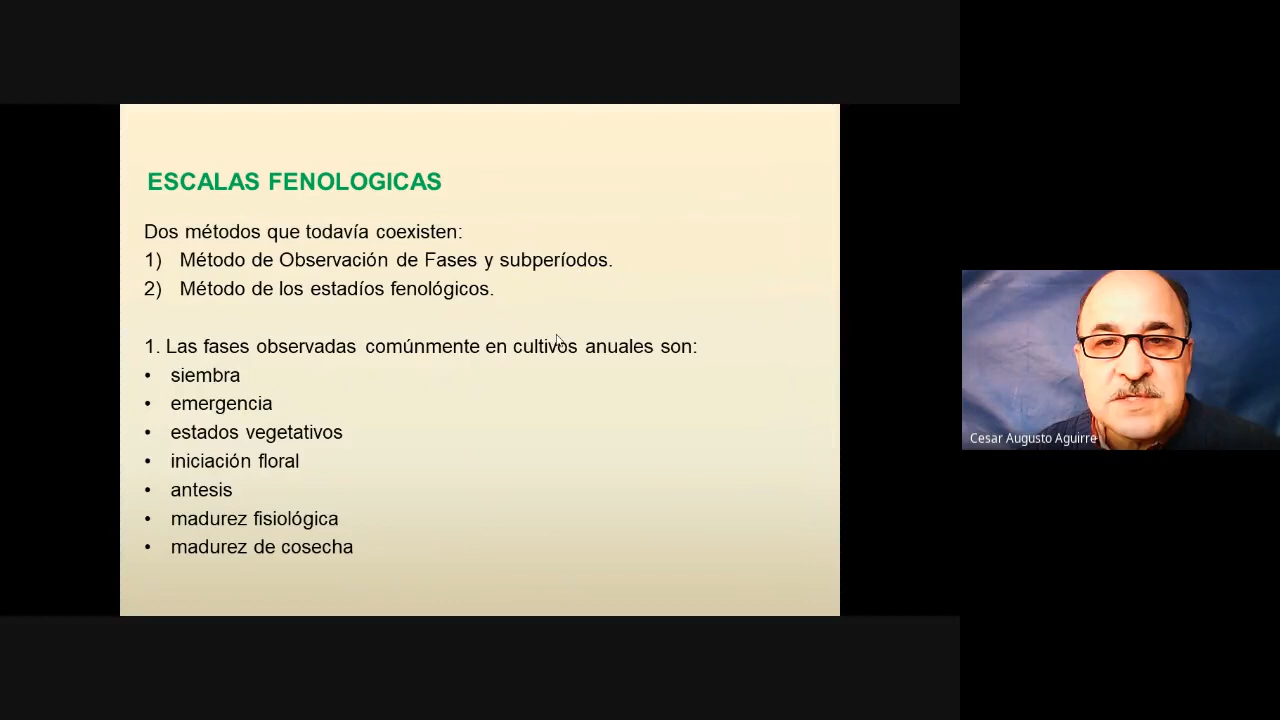 ESCALAS FENOLOGICAS
Dos métodos que todavía coexisten:
1) Método de Observación de Fases y subperíodos.
2) Método de los estadíos fenológicos.
1. Las fases observadas comúnmente en cultivos anuales son:
• siembra
• emergencia
• estados vegetativos
• iniciación floral
• antesis
• madurez fisiológica
• madurez de cosecha
Cesar Augusto Aguirre